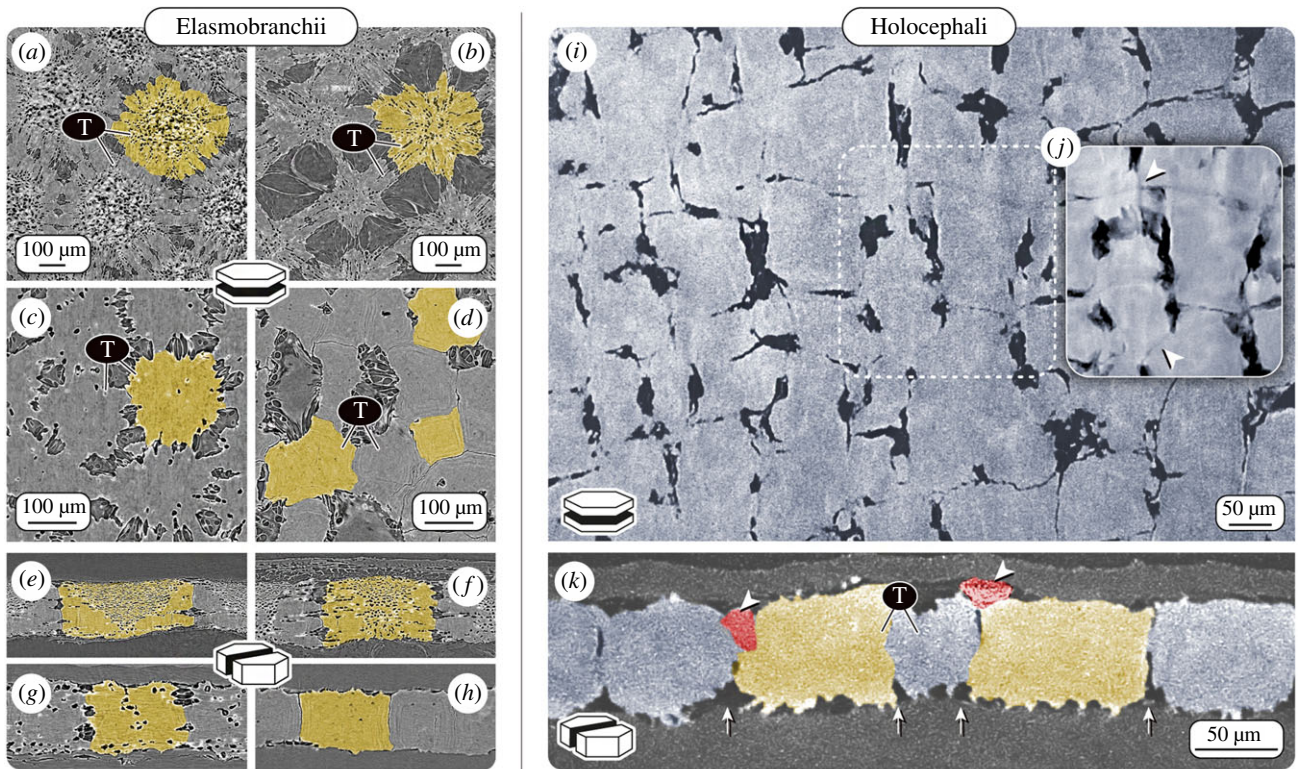 Elasmobranchii
Holocephali
(a)
(b)
T
T
100 µm
100 µm
(c)
(d)
T
T
100 µm
100 µm
(e)
(f)
(g)
(h)
(i)
(j)
50 µm
(k)
T
50 µm